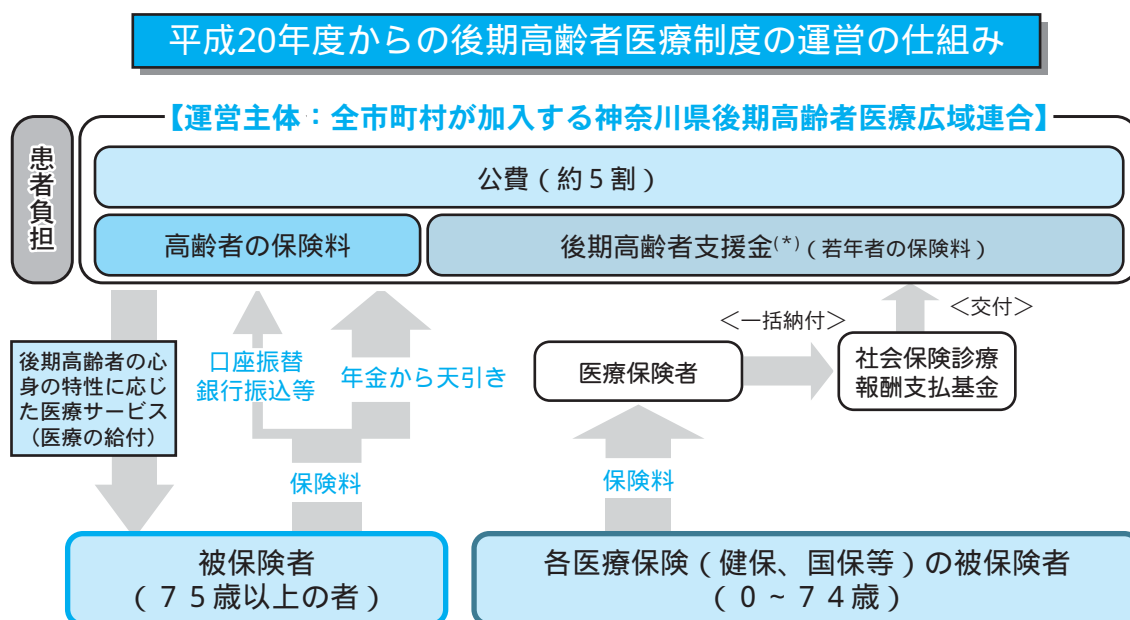 平成20年度からの後期高齢者医療制度の運営の仕組み
【運営主体：全市町村が加入する神奈川県後期高齢者医療広域連合】
患者負担
公費（約５割）
高齢者の保険料
後期高齢者支援金(*)（若年者の保険料）
＜一括納付＞
＜交付＞
後期高齢者の心
身の特性に応じ
た医療サービス
（医療の給付）
口座振替
銀行振込等
年金から天引き
医療保険者
社会保険診療
報酬支払基金
保険料
保険料
被保険者
（７５歳以上の者）
各医療保険（健保、国保等）の被保険者
（０～７４歳）